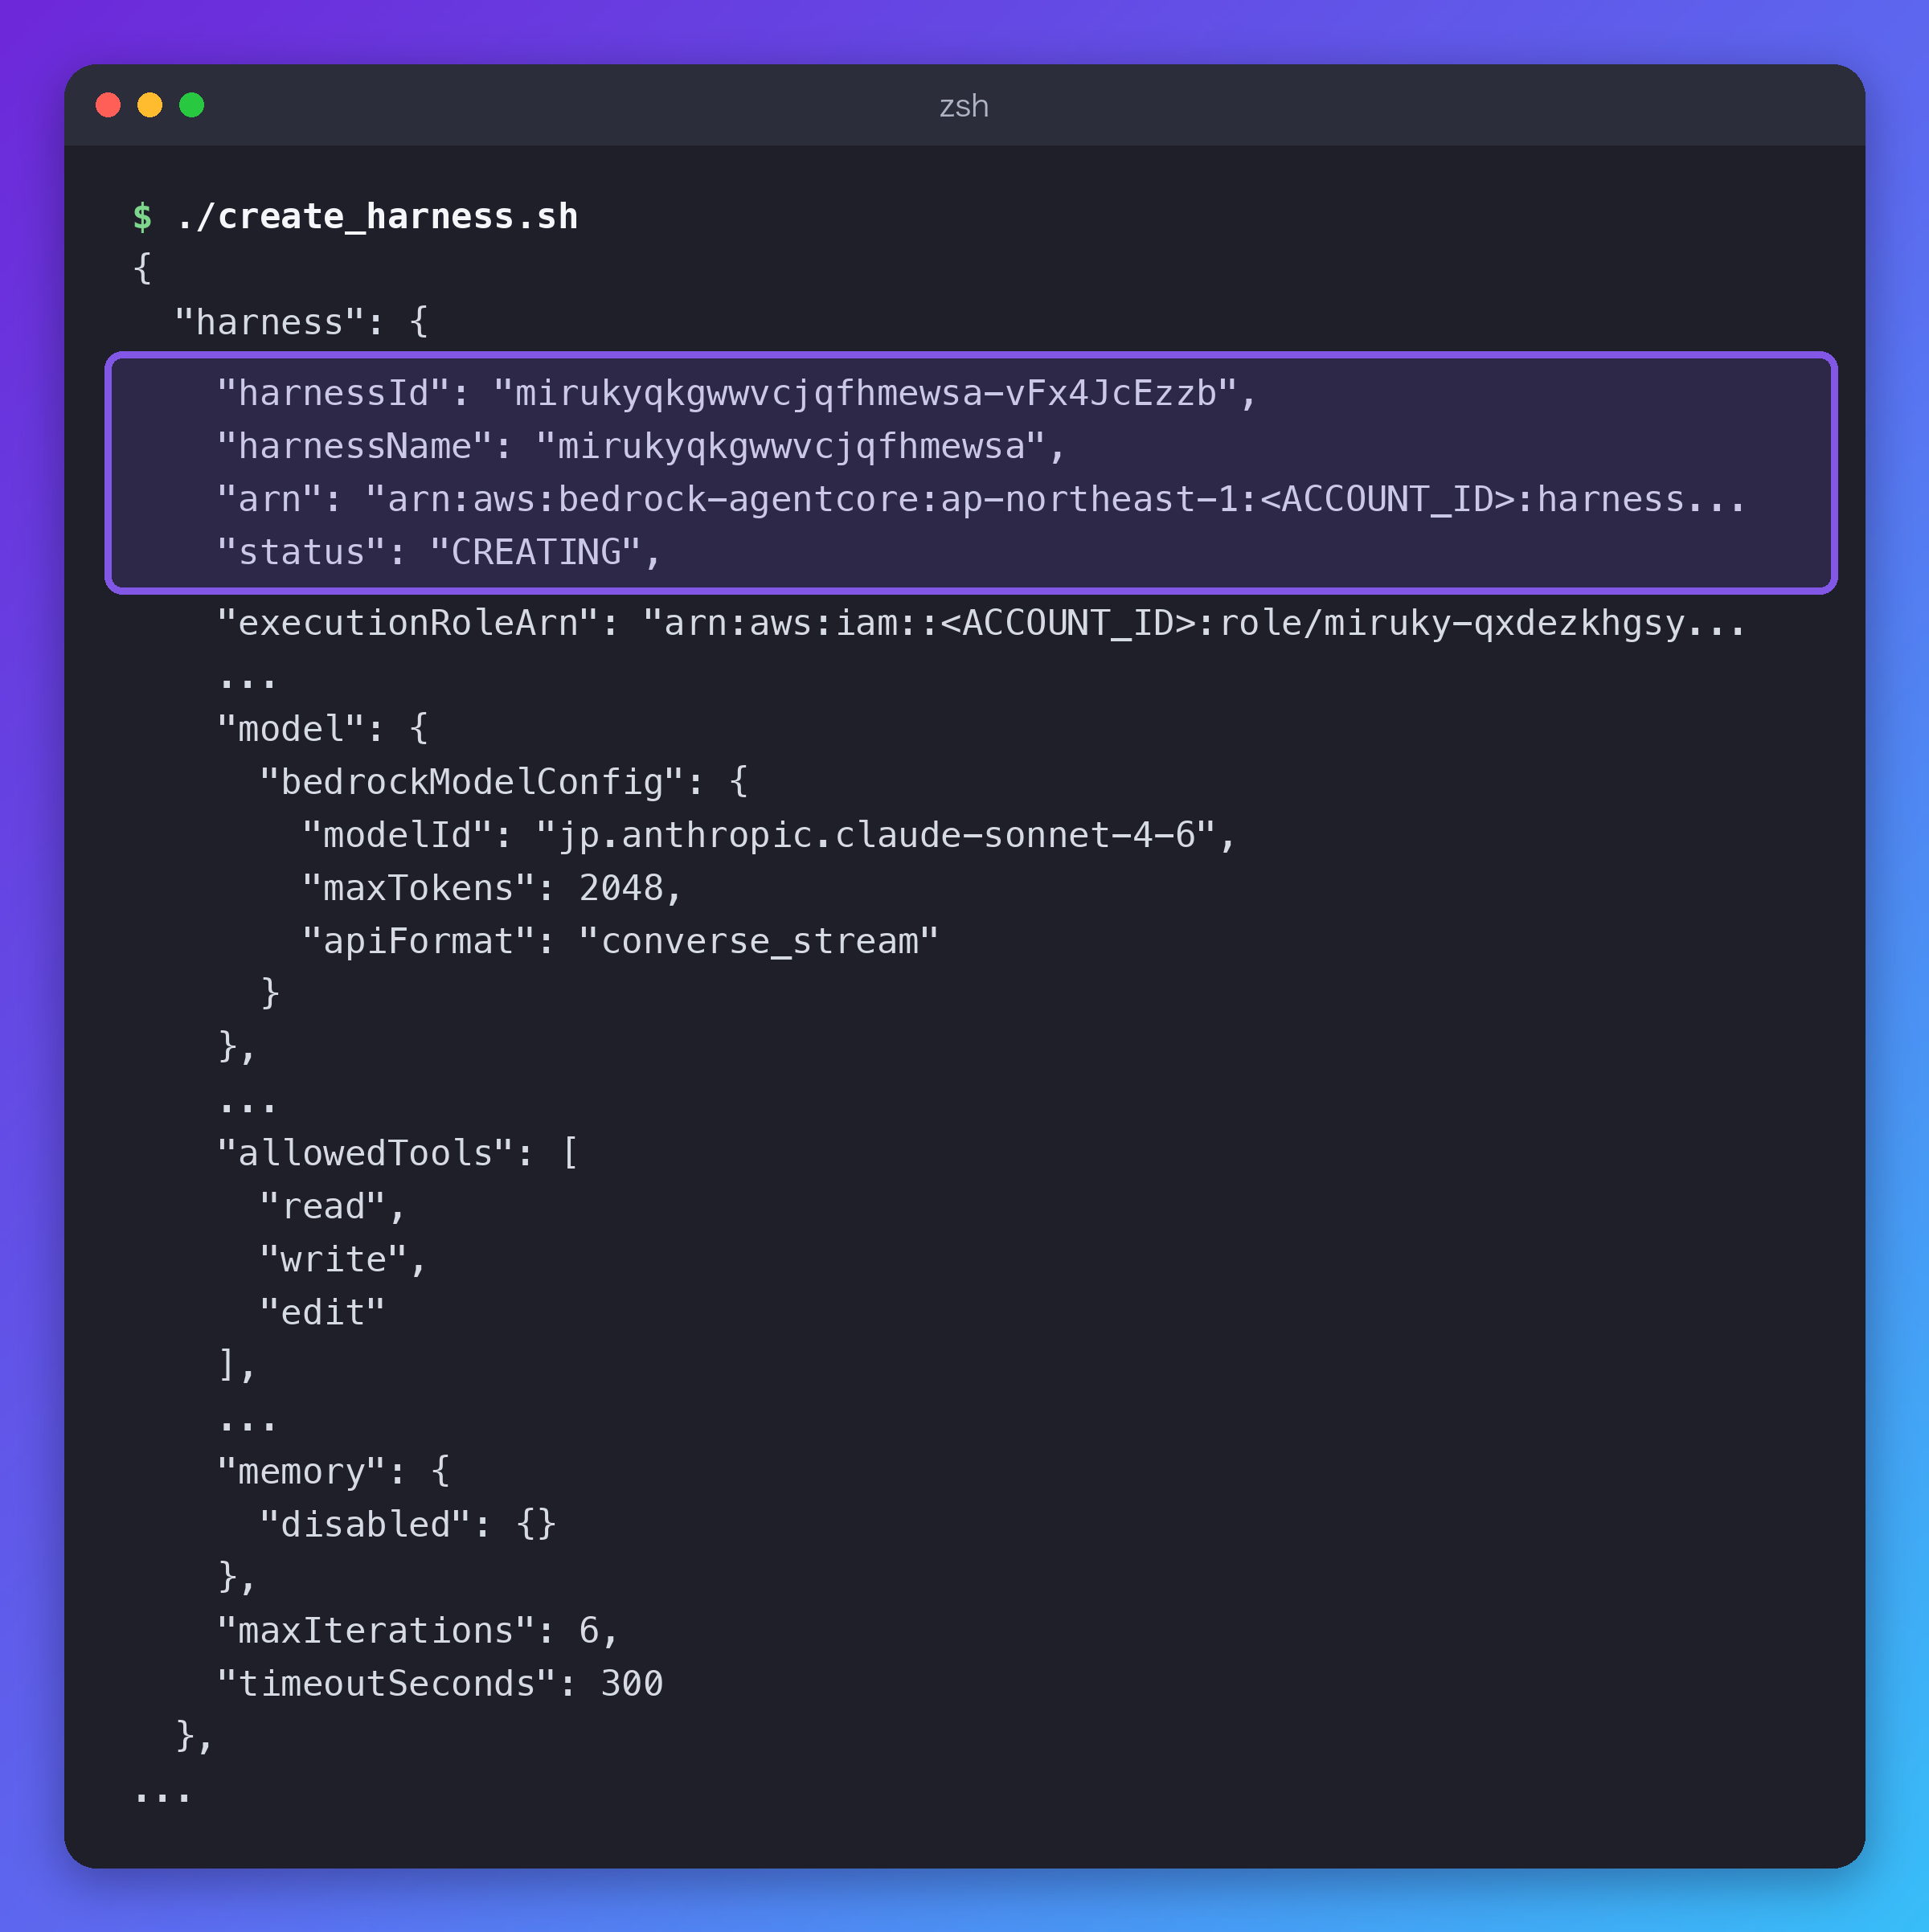 zsh
$ ./create_harness.sh
{
  "harness": {
    "harnessId": "mirukyqkgwwvcjqfhmewsa-vFx4JcEzzb",
    "harnessName": "mirukyqkgwwvcjqfhmewsa",
    "arn": "arn:aws:bedrock-agentcore:ap-northeast-1:<ACCOUNT_ID>:harness...
    "status": "CREATING",
    "executionRoleArn": "arn:aws:iam::<ACCOUNT_ID>:role/miruky-qxdezkhgsy...
    ...
    "model": {
      "bedrockModelConfig": {
        "modelId": "jp.anthropic.claude-sonnet-4-6",
        "maxTokens": 2048,
        "apiFormat": "converse_stream"
      }
    },
    ...
    "allowedTools": [
      "read",
      "write",
      "edit"
    ],
    ...
    "memory": {
      "disabled": {}
    },
    "maxIterations": 6,
    "timeoutSeconds": 300
  },
...